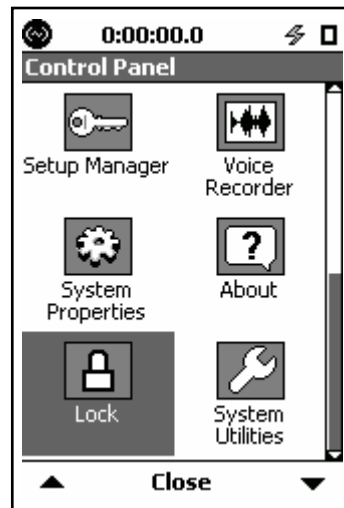 0:00:00.0
Control Panel
Setup Manager
Voice
Recorder
System
Properties
?
About
Lock
System
Utilities
Close